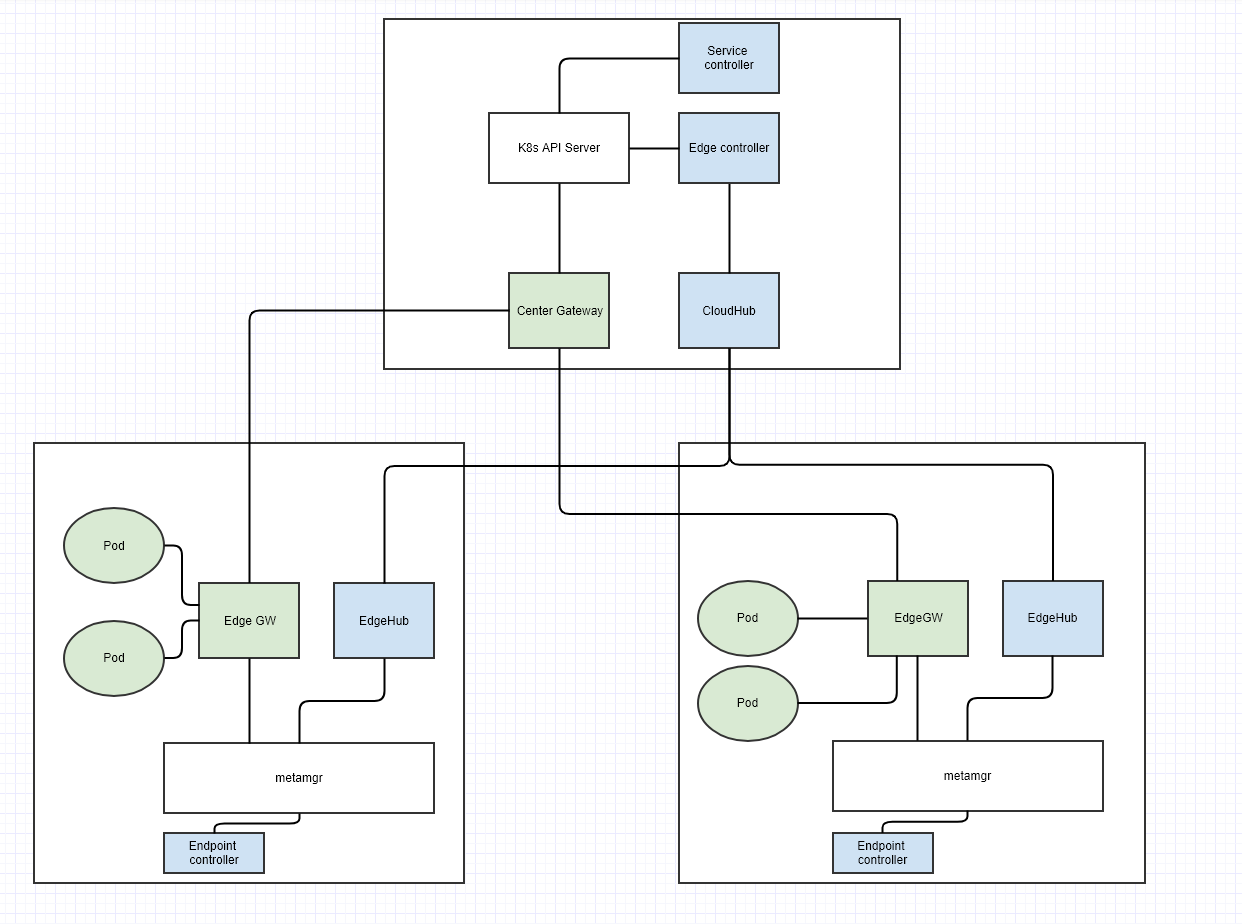 Service
controller
K8s API Server
Edge controller
Center Gateway
CloudHub
Pod
Pod
Edge GW
EdgeHub
metamgr
Endpoint
controller
Pod
Pod
EdgeGW
EdgeHub
metamgr
Endpoint
controller